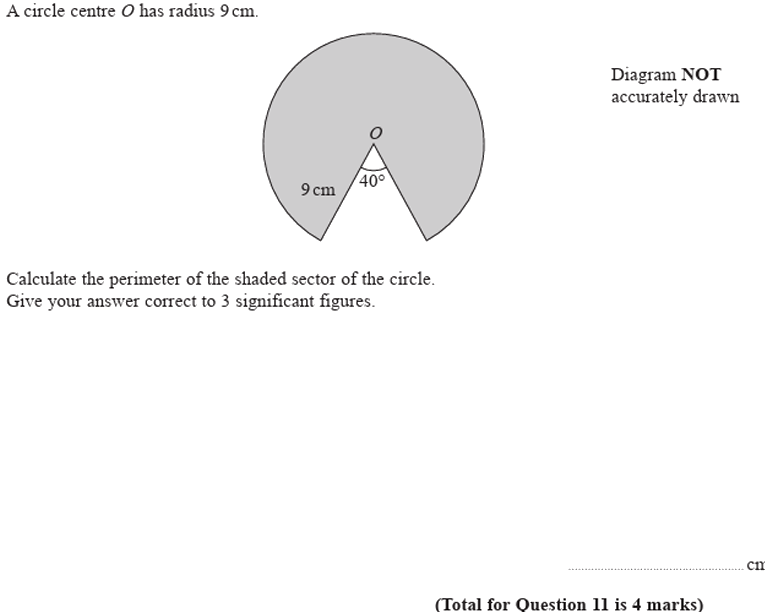 A circle centre O has radius 9 cm.
Diagram NOT
accurately drawn
O
9 cm
40°
Calculate the perimeter of the shaded sector of the circle.
Give your answer correct to 3 significant figures.
(Total for Question 11 is 4 marks)